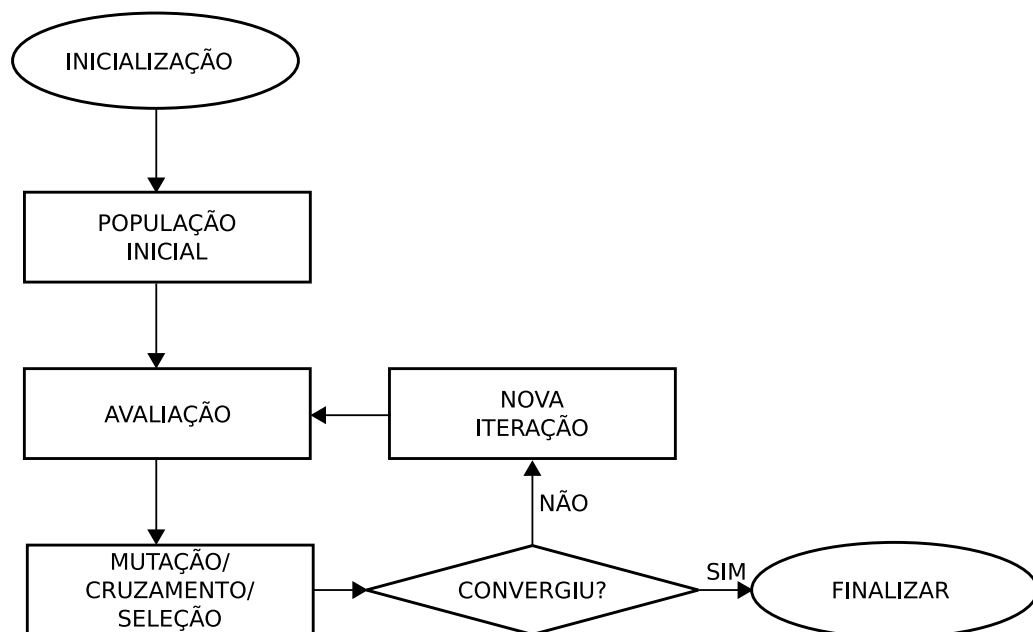 INICIALIZAÇÃO
POPULAÇÃO
INICIAL
AVALIAÇÃO
NOVA
ITERAÇÃO
NÃO
MUTAÇÃO/
CRUZAMENTO/
SELEÇÃO
CONVERGIU?
SIM
FINALIZAR